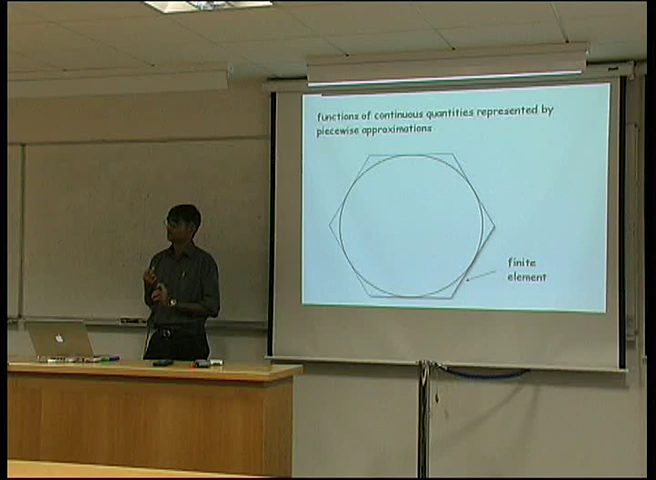 functions of continuous quantities represented by
piecewise approximations
finite
element